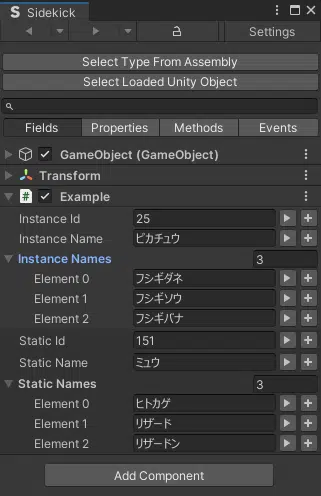 Sidekick
Settings
Select Type From Assembly
Select Loaded Unity Object
Fields Properties Methods Events
GameObject (GameObject)
Transform
# Example
Instance Id 25
Instance Name ピカチュウ
Instance Names 3
Element 0 フシギダネ
Element 1 フシギソウ
Element 2 フシギバナ
Static Id 151
Static Name ミュウ
Static Names 3
Element 0 ヒトカゲ
Element 1 リザード
Element 2 リザードン
Add Component